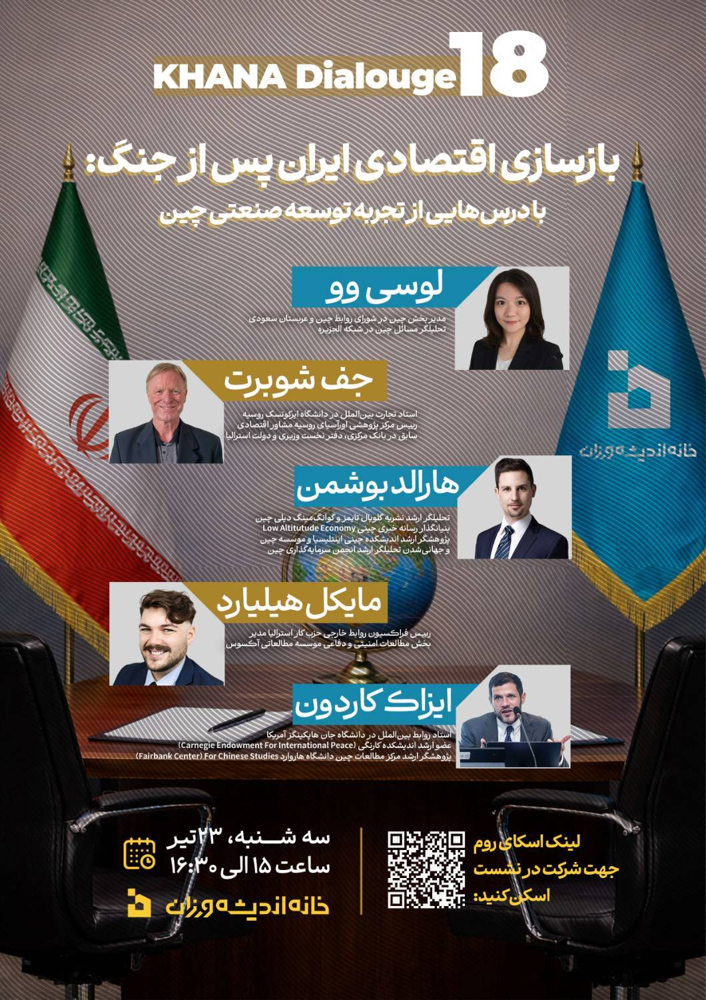 KHANA Dialouge 18
بازسازی اقتصادی ایران پس از جنگ:
با درس‌هایی از تجربه توسعه صنعتی چین
لوسی وو
مدیر بخش چین در شورای روابط چین و عربستان سعودی
تحلیلگر مسائل چین در شبکه الجزیره
جف شوبرت
استاد تجارت بین‌الملل در دانشگاه ایرکوتسک روسیه
رییس مرکز پژوهشی اورآسیای روسیه مشاور اقتصادی
سابق در بانک مرکزی، دفتر نخست وزیری و دولت استرالیا
خانه اندیشه‌ورزان
هارالد بوشمن
تحلیلگر ارشد نشریه گلوبال تایمز و گوانگ‌مینگ دیلی چین
بنیانگذار رسانه خبری چینی Low Altitutude Economy
پژوهشگر ارشد اندیشکده چینی اینتلیسیا و موسسه چین
و جهانی‌شدن تحلیلگر ارشد انجمن سرمایه‌گذاری چین
مایکل هیلیارد
رییس فراکسیون روابط خارجی حزب کار استرالیا مدیر
بخش مطالعات امنیتی و دفاعی موسسه مطالعاتی آکسوس
ایزاک کاردون
استاد روابط بین‌الملل در دانشگاه جان هاپکینگز آمریکا
عضو ارشد اندیشکده کارنگی (Carnegie Endowment For International Peace)
پژوهشگر ارشد مرکز مطالعات چین دانشگاه هاروارد Fairbank Center) For Chinese Studies)
لینک اسکای روم
جهت شرکت در نشست
اسکن کنید:
سه شنبه، ۲۳ تیر
ساعت ۱۵ الی ۱۶:۳۰
خانه اندیشه‌ورزان